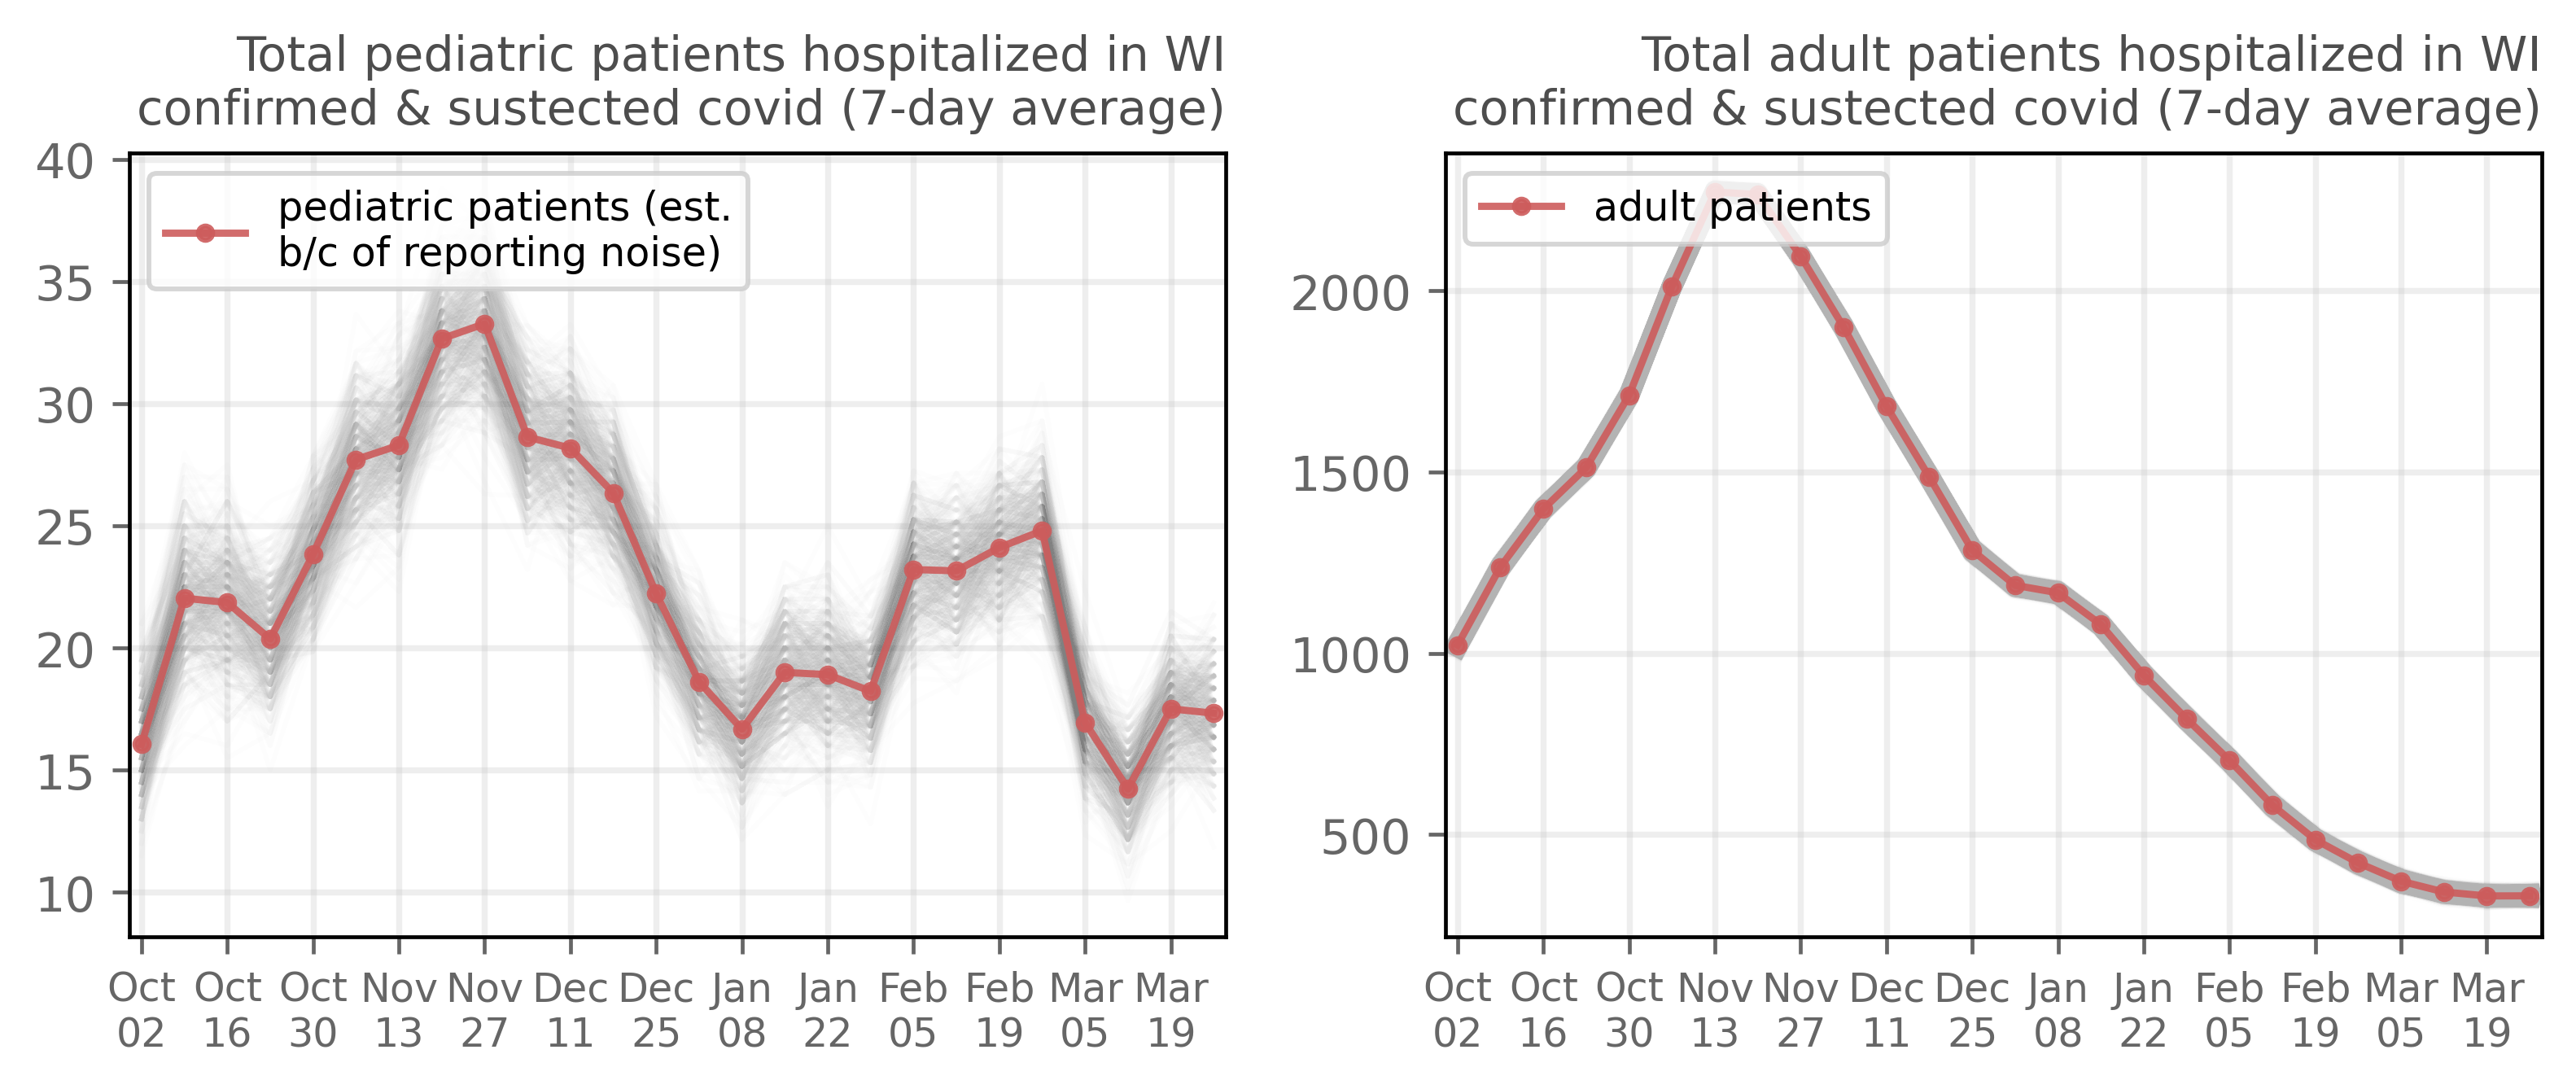 Total pediatric patients hospitalized in WI
confirmed & sustected covid (7-day average)
40
35
30
25
20
15
10
pediatric patients (est.
b/c of reporting noise)
Oct Oct Oct Nov Nov Dec Dec Jan Jan Feb Feb Mar Mar
02 16 30 13 27 11 25 08 22 05 19 05 19
Total adult patients hospitalized in WI
confirmed & sustected covid (7-day average)
adult patients
2000
1500
1000
500
Oct Oct Oct Nov Nov Dec Dec Jan Jan Feb Feb Mar Mar
02 16 30 13 27 11 25 08 22 05 19 05 19